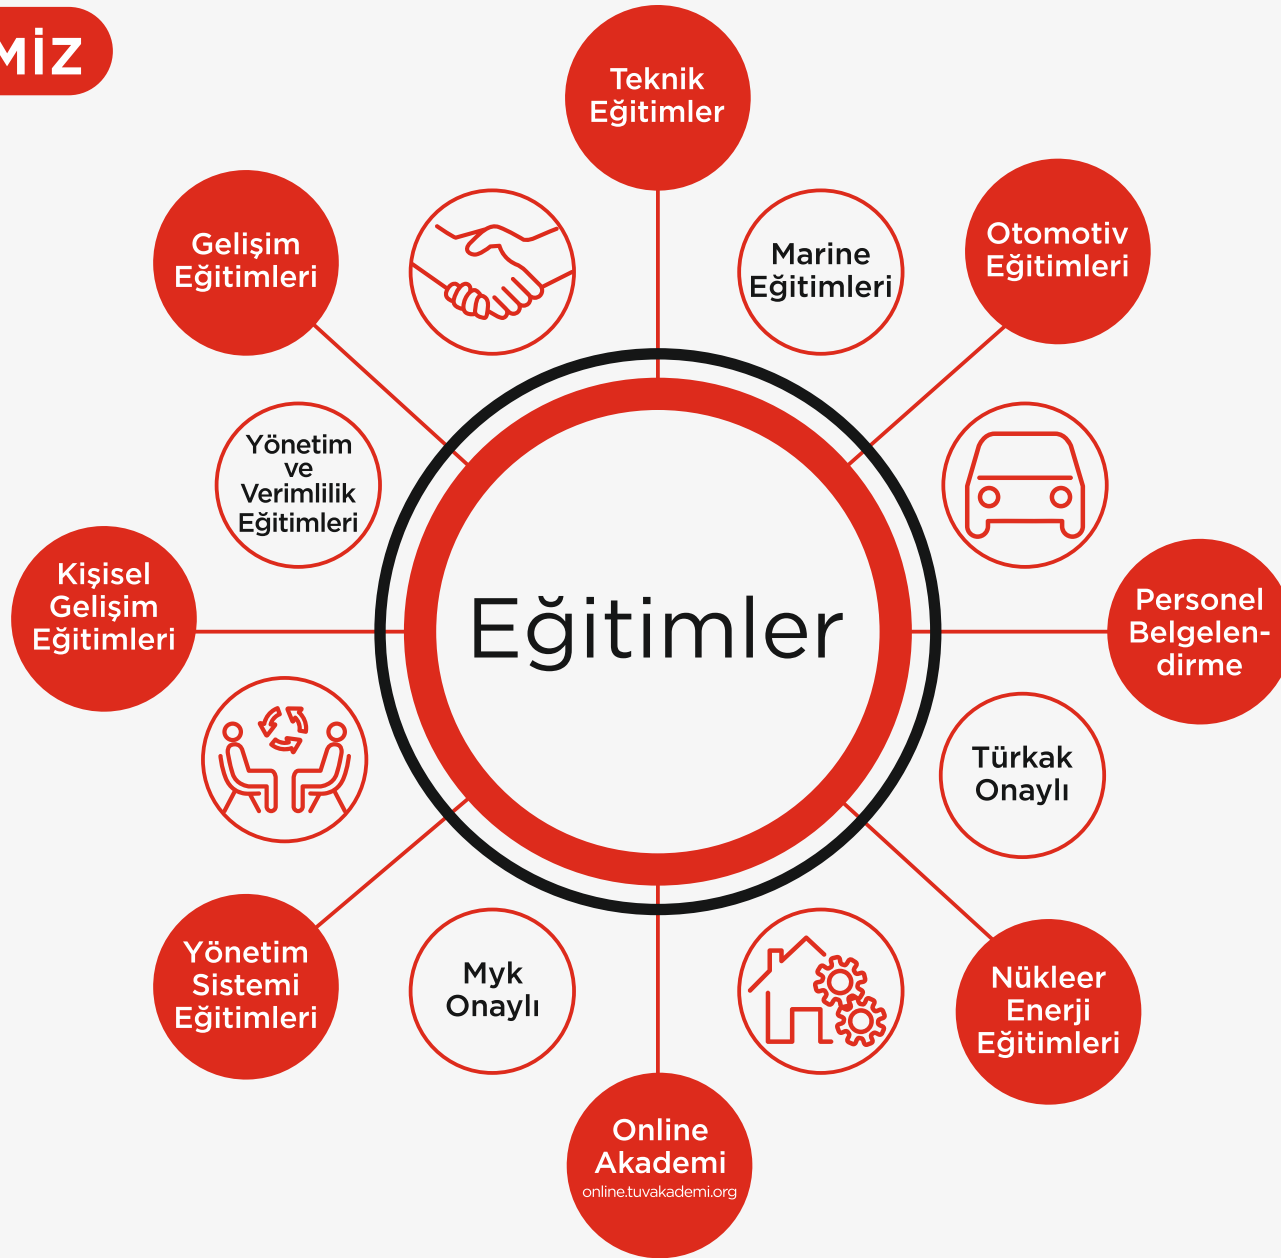 MİZ
Teknik
Eğitimler
Gelişim
Eğitimleri
Marine
Eğitimleri
Otomotiv
Eğitimleri
Yönetim
ve
Verimlilik
Eğitimleri
Kişisel
Gelişim
Eğitimleri
Eğitimler
Personel
Belgelen-
dirme
Türkak
Onaylı
Yönetim
Sistemi
Eğitimleri
Myk
Onaylı
Nükleer
Enerji
Eğitimleri
Online
Akademi
online.tuvakademi.org